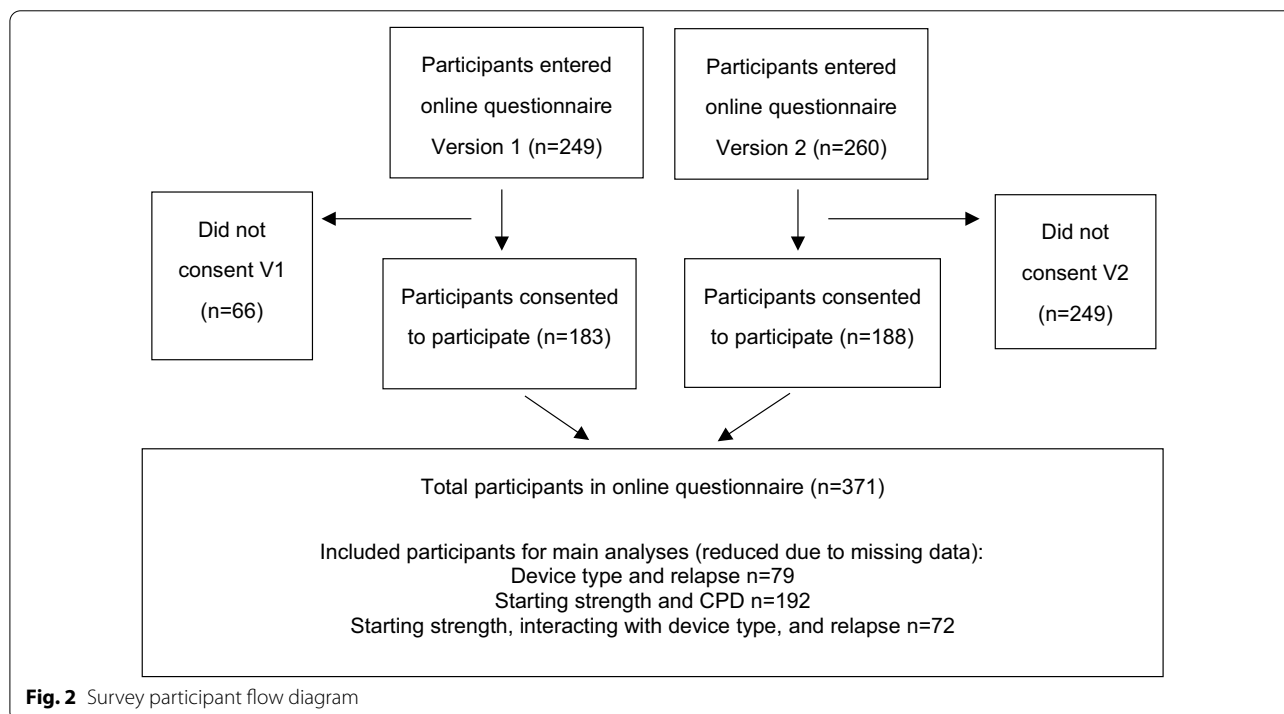 Participants entered
online questionnaire
Version 1 (n=249)
Participants entered
online questionnaire
Version 2 (n=260)
Did not
consent V1
(n=66)
Participants consented
to participate (n=183)
Participants consented
to participate (n=188)
Did not
consent V2
(n=249)
Total participants in online questionnaire (n=371)
Included participants for main analyses (reduced due to missing data):
Device type and relapse n=79
Starting strength and CPD n=192
Starting strength, interacting with device type, and relapse n=72
Fig. 2 Survey participant flow diagram